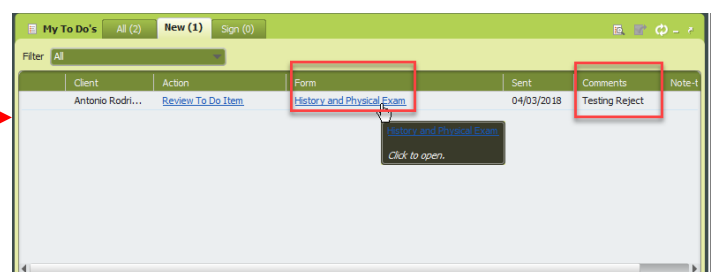 My To Do's All (2) New (1) Sign (0)
Filter All
Client Action Form Sent Comments Note-t
Antonio Rodri... Review To Do Item History and Physical Exam 04/03/2018 Testing Reject
History and Physical Exam
Click to open.